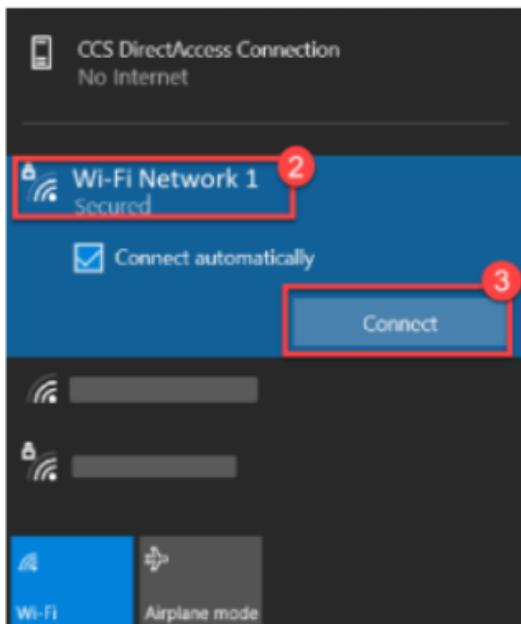 CCS DirectAccess Connection
No Internet
2
Wi-Fi Network 1
Secured
Connect automatically
3
Connect
Wi-Fi
Airplane mode